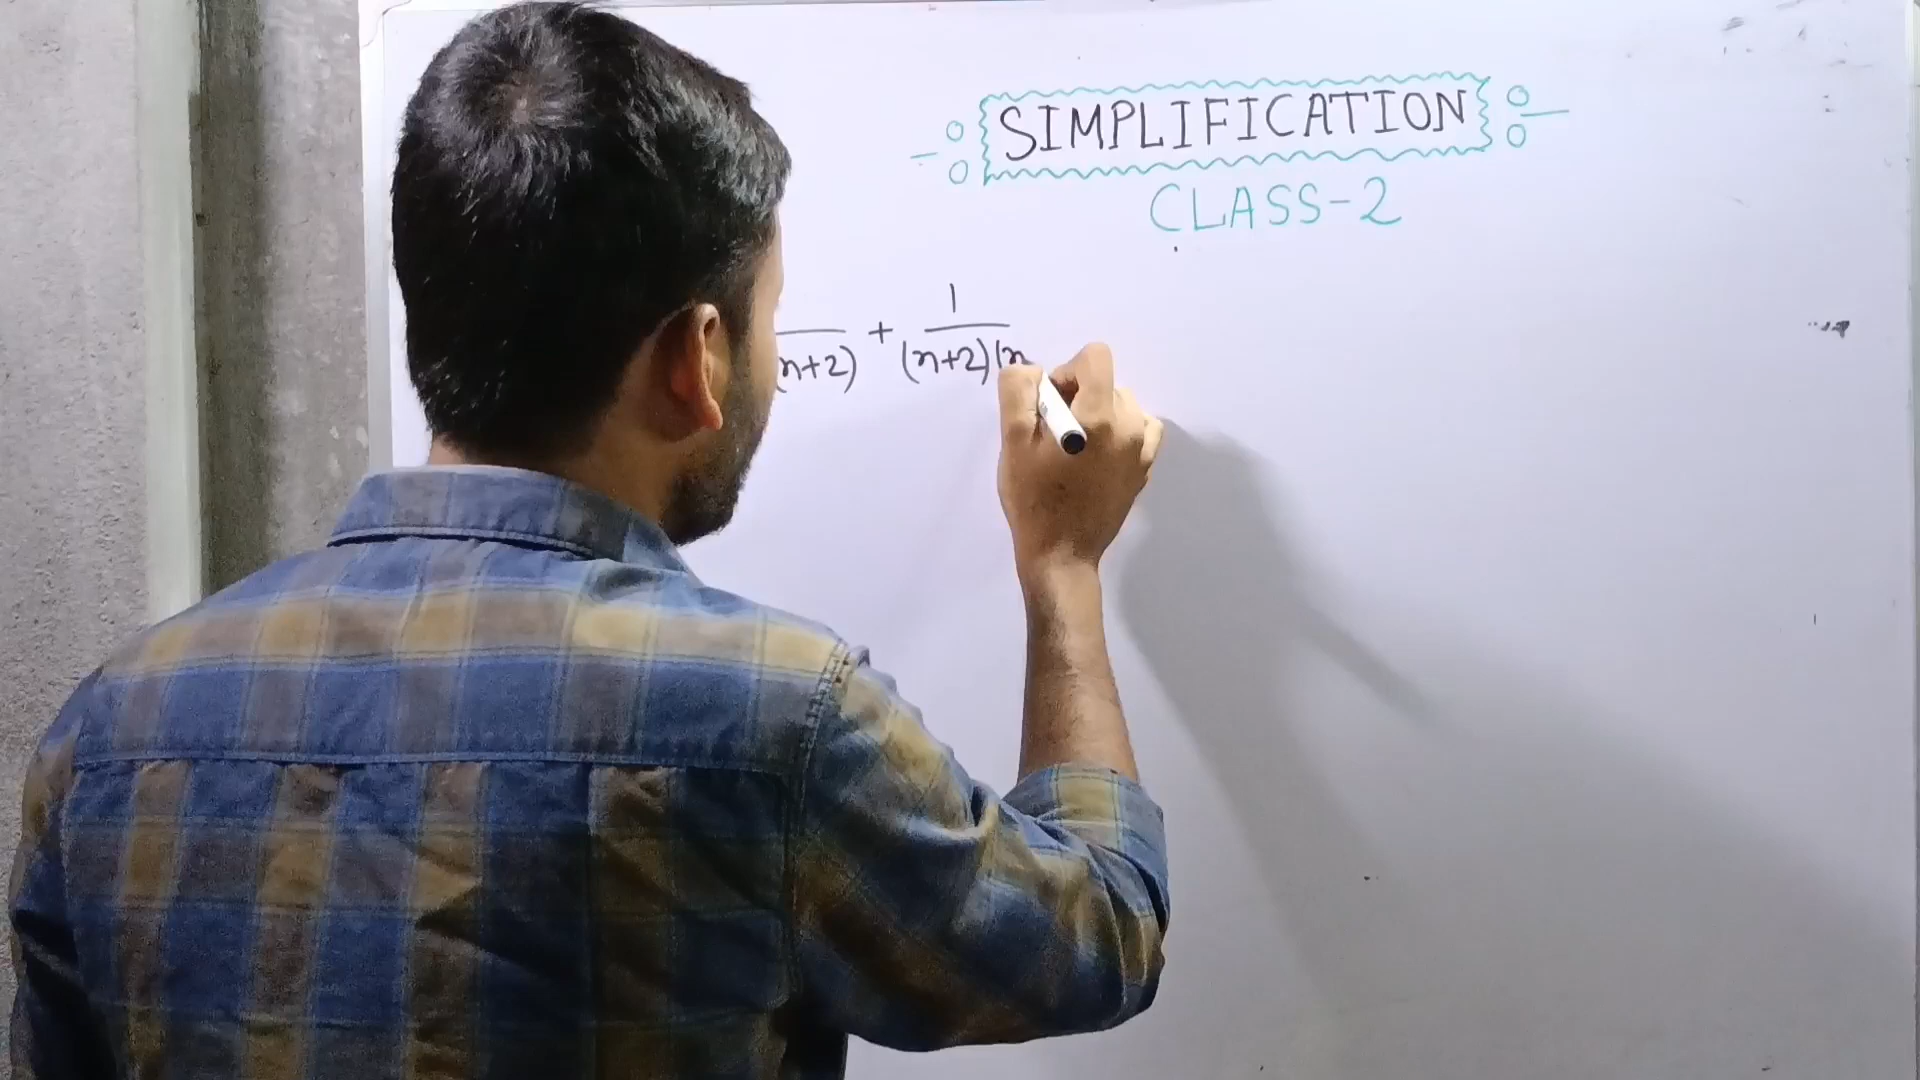 SIMPLIFICATION
CLASS-2
n+2) + 1/(n+2)(n